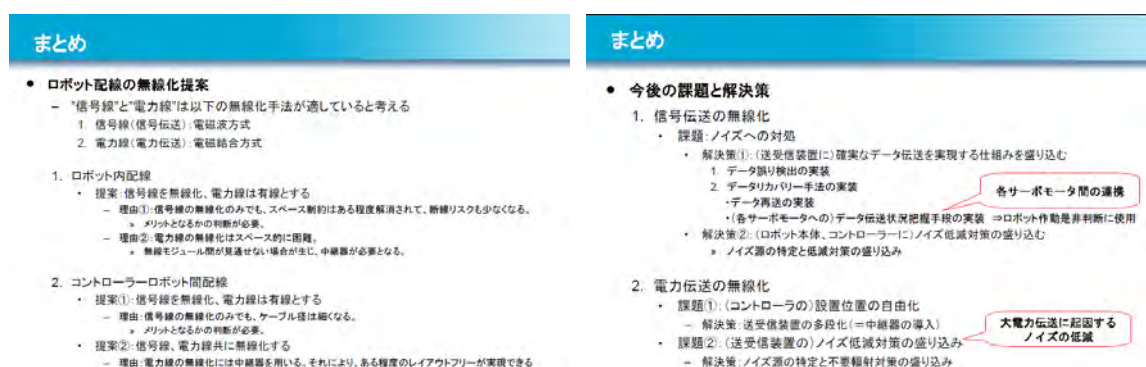 まとめ
● ロボット配線の無線化提案
– "信号線"と"電力線"は以下の無線化手法が適していると考える
1. 信号線(信号伝送):電磁波方式
2. 電力線(電力伝送):電磁結合方式
1. ロボット内配線
・ 提案:信号線を無線化、電力線は有線とする
– 理由①:信号線の無線化のみでも、スペース制約はある程度解消されて、断線リスクも少なくなる。
» メリットとなるかの判断が必要。
– 理由②:電力線の無線化はスペース的に困難。
» 無線モジュール間が見通せない場合が生じ、中継器が必要となる。
2. コントローラーロボット間配線
・ 提案①:信号線を無線化、電力線は有線とする
– 理由:信号線の無線化のみでも、ケーブル径は細くなる。
» メリットとなるかの判断が必要。
・ 提案②:信号線、電力線共に無線化する
– 理由:電力線の無線化には中継器を用いる。それにより、ある程度のレイアウトフリーが実現できる
まとめ
● 今後の課題と解決策
1. 信号伝送の無線化
・ 課題:ノイズへの対処
・ 解決策①:(送受信装置に)確実なデータ伝送を実現する仕組みを盛り込む
1. データ誤り検出の実装
2. データリカバリー手法の実装
・データ再送の実装
・(各サーボモータへの)データ伝送状況把握手段の実装 ⇒ロボット作動是非判断に使用
各サーボモータ間の連携
・ 解決策②:(ロボット本体、コントローラーに)ノイズ低減対策の盛り込む
» ノイズ源の特定と低減対策の盛り込み
2. 電力伝送の無線化
・ 課題①:(コントローラの)設置位置の自由化
– 解決策:送受信装置の多段化(=中継器の導入)
・ 課題②:(送受信装置の)ノイズ低減対策の盛り込み
– 解決策:ノイズ源の特定と不要輻射対策の盛り込み
大電力伝送に起因する
ノイズの低減